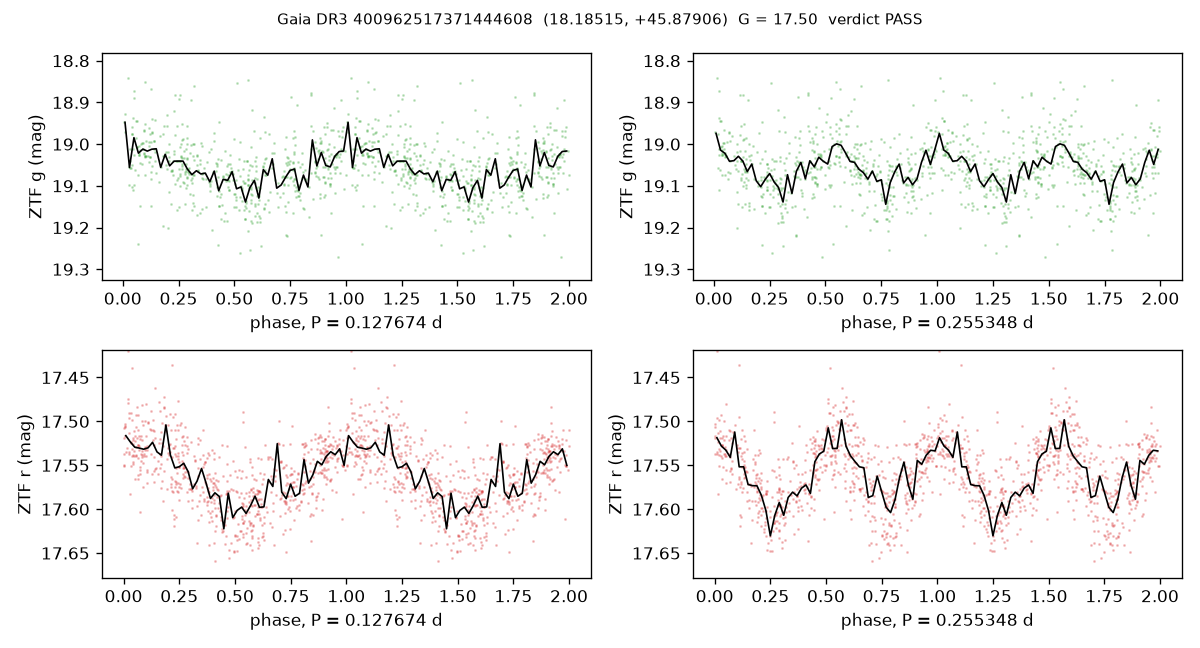 Gaia DR3 400962517371444608 (18.18515, +45.87906) G = 17.50 verdict PASS
ZTF g (mag)
18.8
18.9
19.0
19.1
19.2
19.3
0.00 0.25 0.50 0.75 1.00 1.25 1.50 1.75 2.00
phase, P = 0.127674 d
ZTF g (mag)
18.8
18.9
19.0
19.1
19.2
19.3
0.00 0.25 0.50 0.75 1.00 1.25 1.50 1.75 2.00
phase, P = 0.255348 d
ZTF r (mag)
17.45
17.50
17.55
17.60
17.65
0.00 0.25 0.50 0.75 1.00 1.25 1.50 1.75 2.00
phase, P = 0.127674 d
ZTF r (mag)
17.45
17.50
17.55
17.60
17.65
0.00 0.25 0.50 0.75 1.00 1.25 1.50 1.75 2.00
phase, P = 0.255348 d